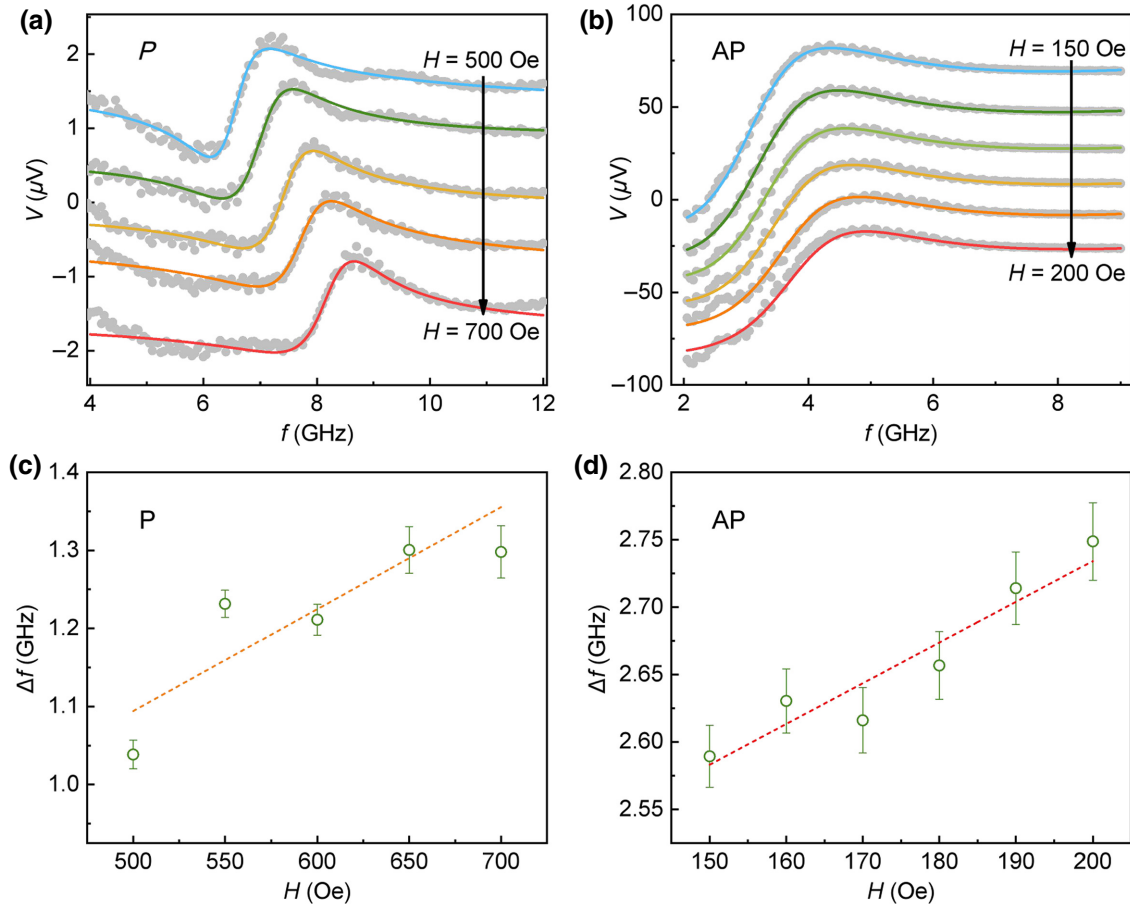 (a)
P
H = 500 Oe
H = 700 Oe
V (μV)
2
1
0
−1
−2
4
6
8
10
12
f (GHz)
(b)
AP
H = 150 Oe
H = 200 Oe
V (μV)
100
50
0
−50
−100
2
4
6
8
f (GHz)
(c)
P
Δf (GHz)
1.4
1.3
1.2
1.1
1.0
500
550
600
650
700
H (Oe)
(d)
AP
Δf (GHz)
2.80
2.75
2.70
2.65
2.60
2.55
150
160
170
180
190
200
H (Oe)